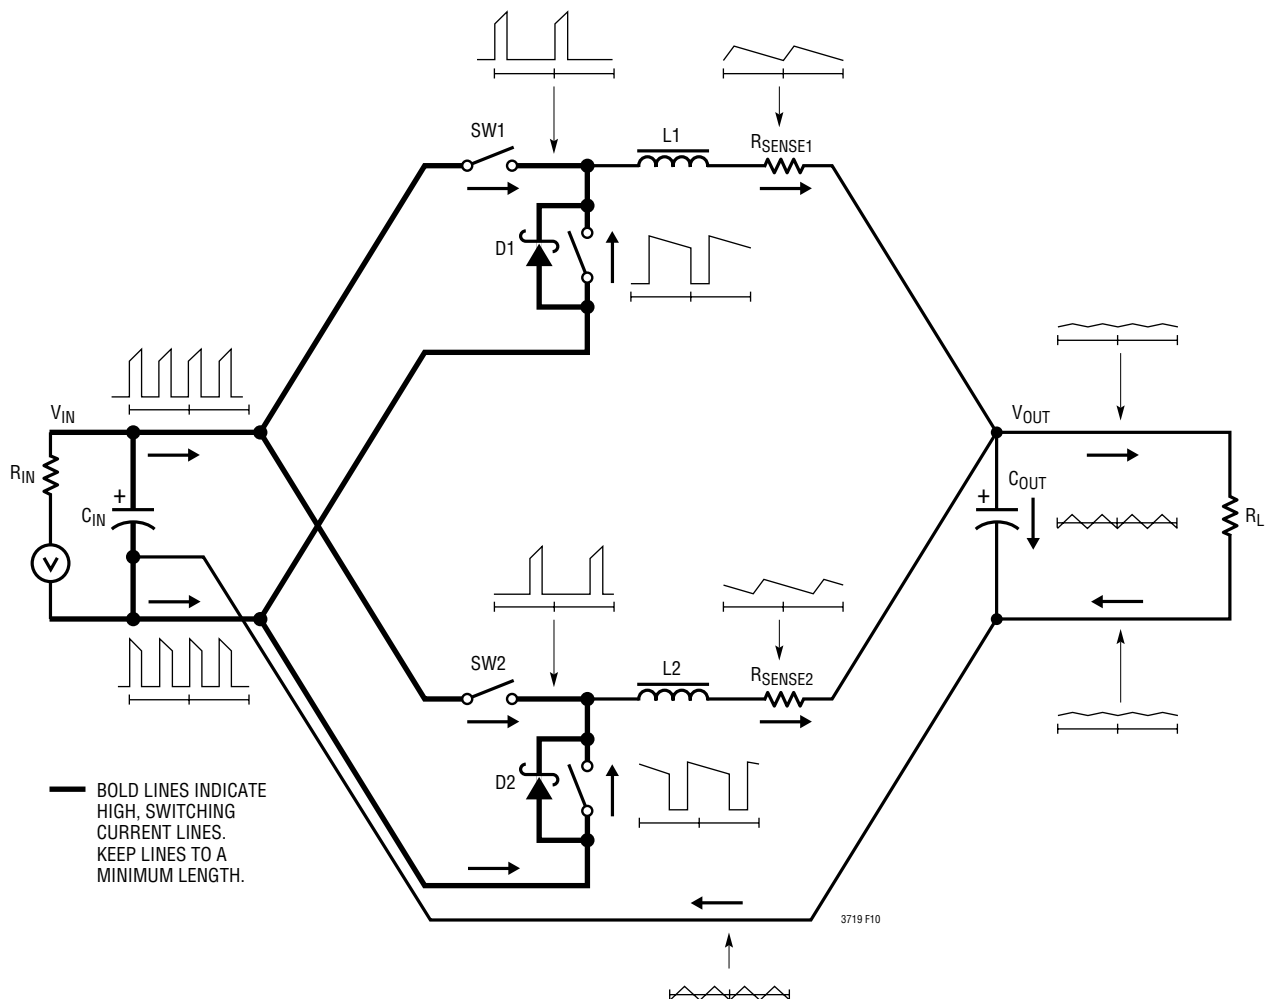 SW1
L1
RSENSE1
D1
VIN
VOUT
RIN
+
CIN
+
COUT
RL
SW2
L2
RSENSE2
D2
BOLD LINES INDICATE
HIGH, SWITCHING
CURRENT LINES.
KEEP LINES TO A
MINIMUM LENGTH.
3719 F10